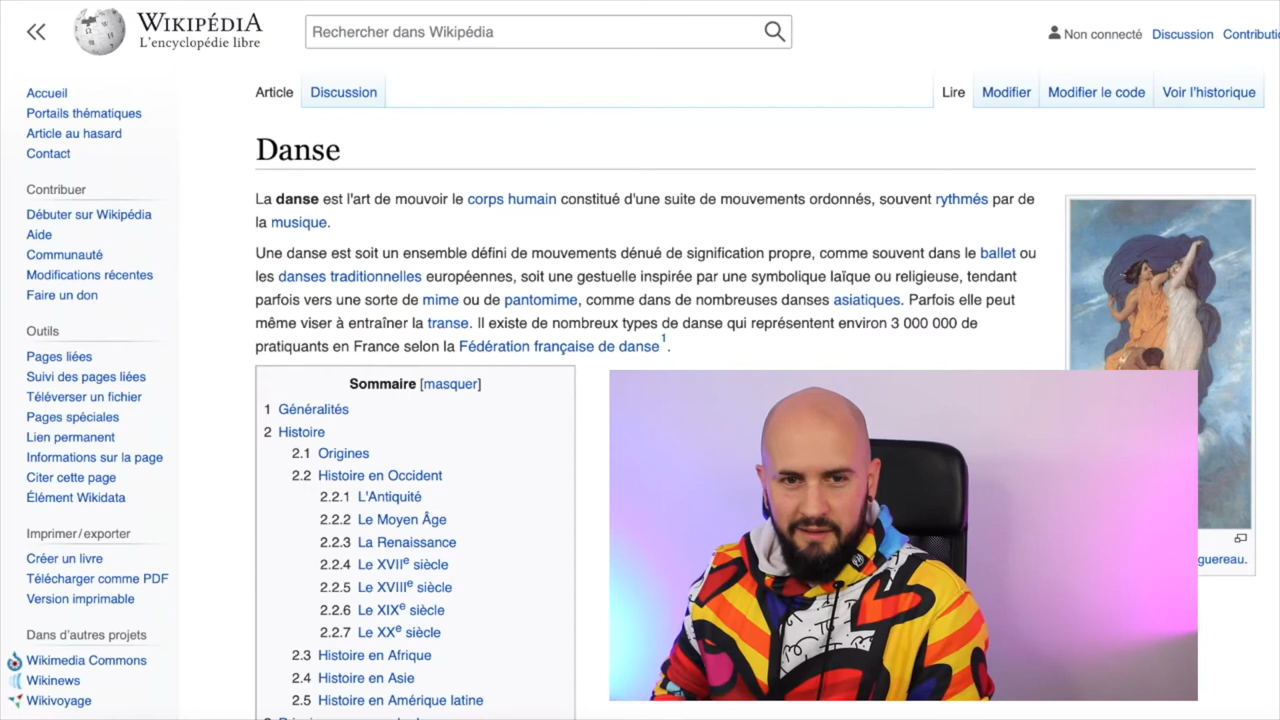 WIKIPÉDIA
L'encyclopédie libre
Rechercher dans Wikipédia
Non connecté Discussion
Accueil
Portails thématiques
Article au hasard
Contact
Contribuer
Débuter sur Wikipédia
Aide
Communauté
Modifications récentes
Faire un don
Outils
Pages liées
Suivi des pages liées
Téléverser un fichier
Pages spéciales
Lien permanent
Informations sur la page
Citer cette page
Élément Wikidata
Imprimer/exporter
Créer un livre
Télécharger comme PDF
Version imprimable
Dans d'autres projets
Wikimedia Commons
Wikinews
Wikivoyage
Article Discussion Lire Modifier Modifier le code Voir l'historique
Danse
La danse est l'art de mouvoir le corps humain constitué d'une suite de mouvements ordonnés, souvent rythmés par de
la musique.
Une danse est soit un ensemble défini de mouvements dénué de signification propre, comme souvent dans le ballet ou
les danses traditionnelles européennes, soit une gestuelle inspirée par une symbolique laïque ou religieuse, tendant
parfois vers une sorte de mime ou de pantomime, comme dans de nombreuses danses asiatiques. Parfois elle peut
même viser à entraîner la transe. Il existe de nombreux types de danse qui représentent environ 3 000 000 de
pratiquants en France selon la Fédération française de danse1.
Sommaire [masquer]
1 Généralités
2 Histoire
2.1 Origines
2.2 Histoire en Occident
2.2.1 L'Antiquité
2.2.2 Le Moyen Âge
2.2.3 La Renaissance
2.2.4 Le XVIIe siècle
2.2.5 Le XVIIIe siècle
2.2.6 Le XIXe siècle
2.2.7 Le XXe siècle
2.3 Histoire en Afrique
2.4 Histoire en Asie
2.5 Histoire en Amérique latine
guereau.